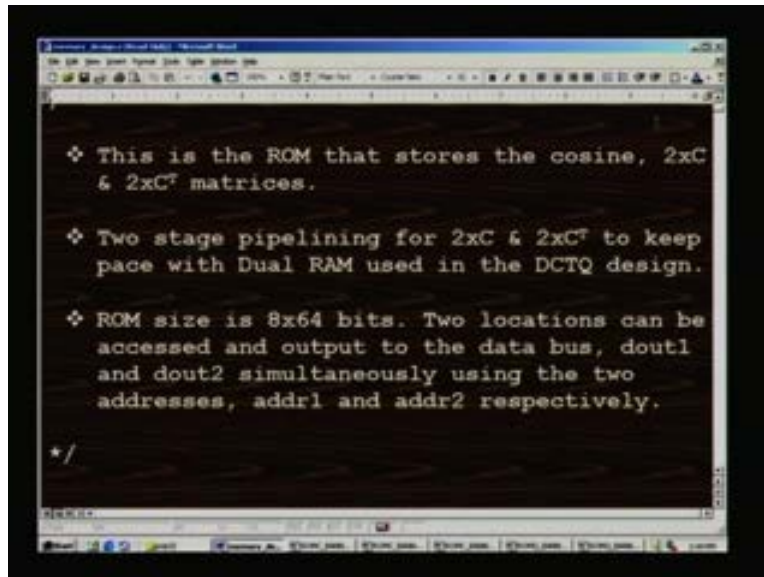 ❖ This is the ROM that stores the cosine, 2xC
& 2xCᵀ matrices.
❖ Two stage pipelining for 2xC & 2xCᵀ to keep
pace with Dual RAM used in the DCTQ design.
❖ ROM size is 8x64 bits. Two locations can be
accessed and output to the data bus, dout1
and dout2 simultaneously using the two
addresses, addr1 and addr2 respectively.
*/